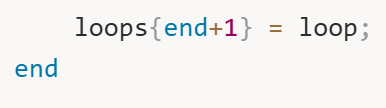 loops{end+1} = loop;
end